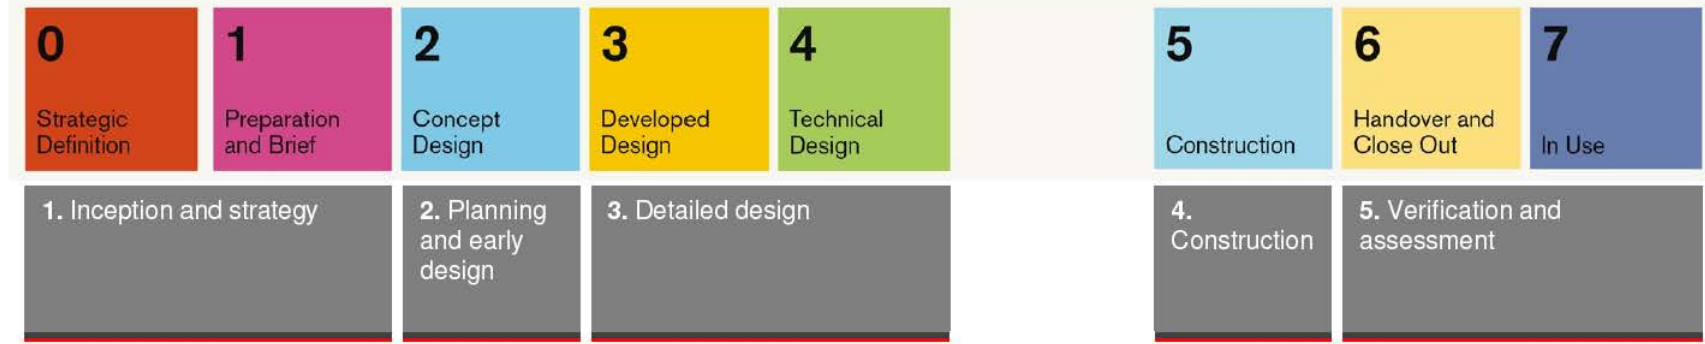 0
Strategic
Definition
1
Preparation
and Brief
2
Concept
Design
3
Developed
Design
4
Technical
Design
5
Construction
6
Handover and
Close Out
7
In Use
1. Inception and strategy
2. Planning
and early
design
3. Detailed design
4.
Construction
5. Verification and
assessment